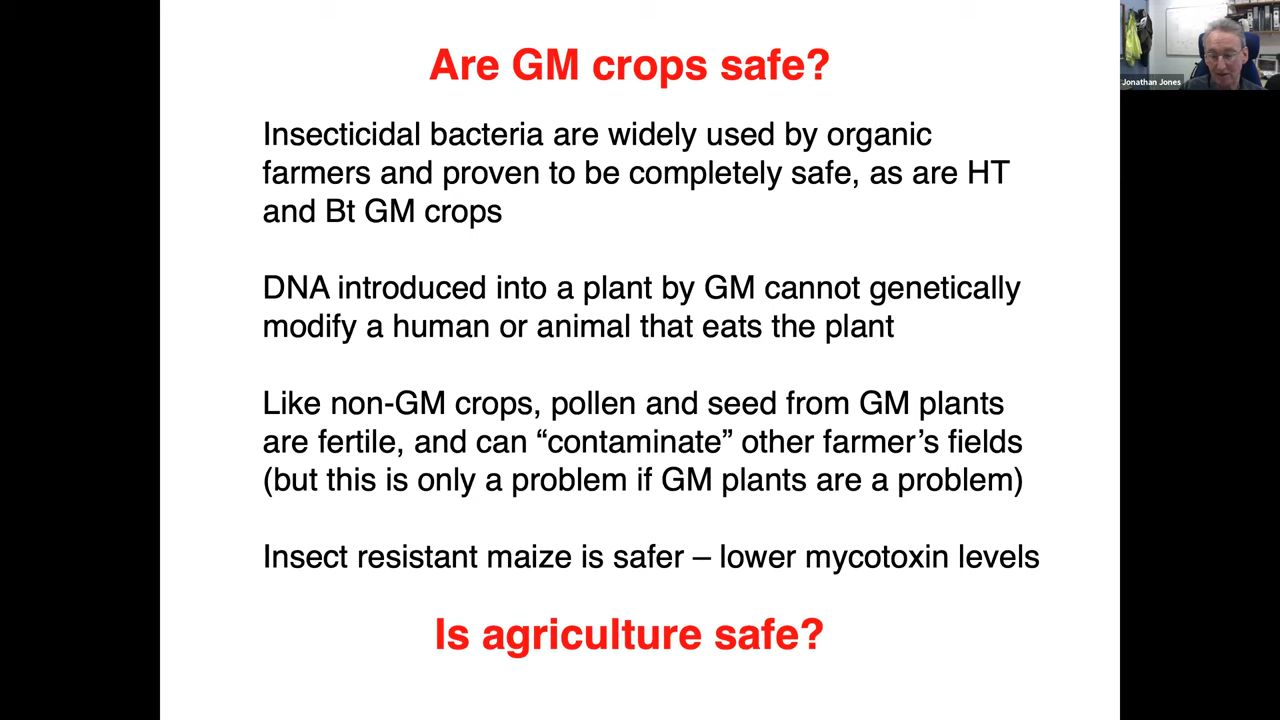 Are GM crops safe?
Insecticidal bacteria are widely used by organic
farmers and proven to be completely safe, as are HT
and Bt GM crops
DNA introduced into a plant by GM cannot genetically
modify a human or animal that eats the plant
Like non-GM crops, pollen and seed from GM plants
are fertile, and can “contaminate” other farmer’s fields
(but this is only a problem if GM plants are a problem)
Insect resistant maize is safer – lower mycotoxin levels
Is agriculture safe?
Jonathan Jones